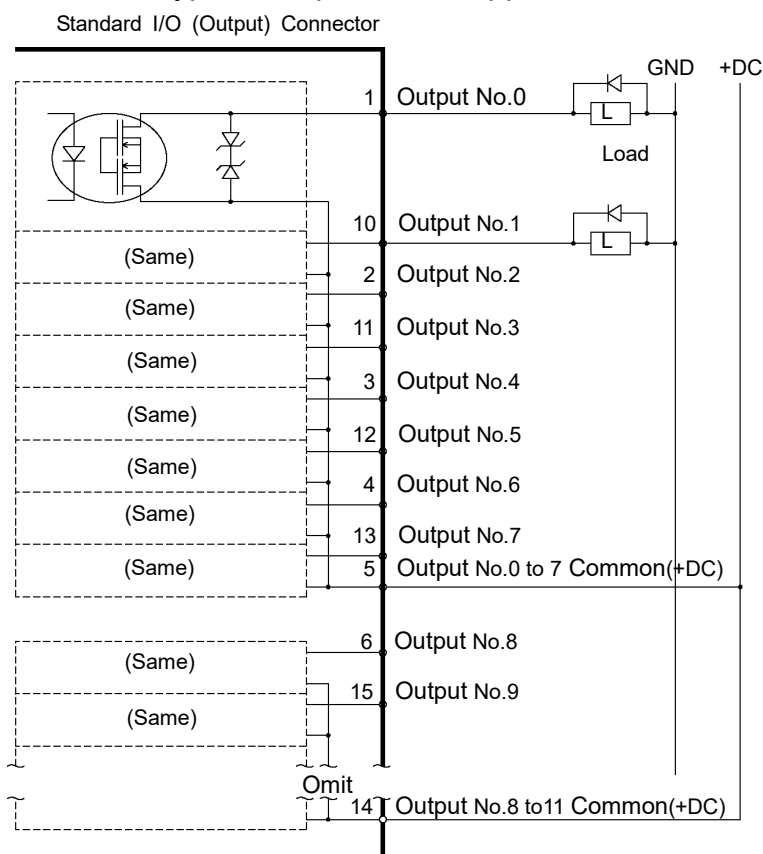 Standard I/O (Output) Connector
GND +DC
1 Output No.0
L
Load
10 Output No.1
L
(Same)
2 Output No.2
(Same)
11 Output No.3
(Same)
3 Output No.4
(Same)
12 Output No.5
(Same)
4 Output No.6
(Same)
13 Output No.7
(Same)
5 Output No.0 to 7 Common(+DC)
6 Output No.8
(Same)
15 Output No.9
(Same)
Omit
14 Output No.8 to11 Common(+DC)